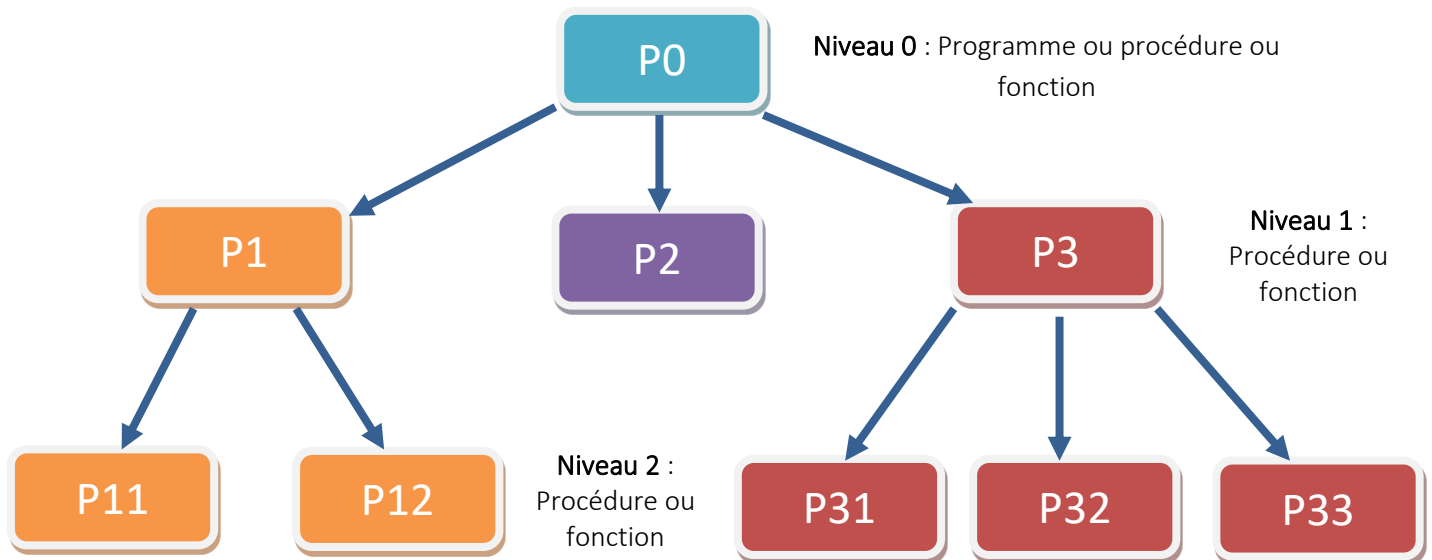 P0
Niveau 0 : Programme ou procédure ou
fonction
P1
P2
P3
Niveau 1 :
Procédure ou
fonction
P11
P12
Niveau 2 :
Procédure ou
fonction
P31
P32
P33